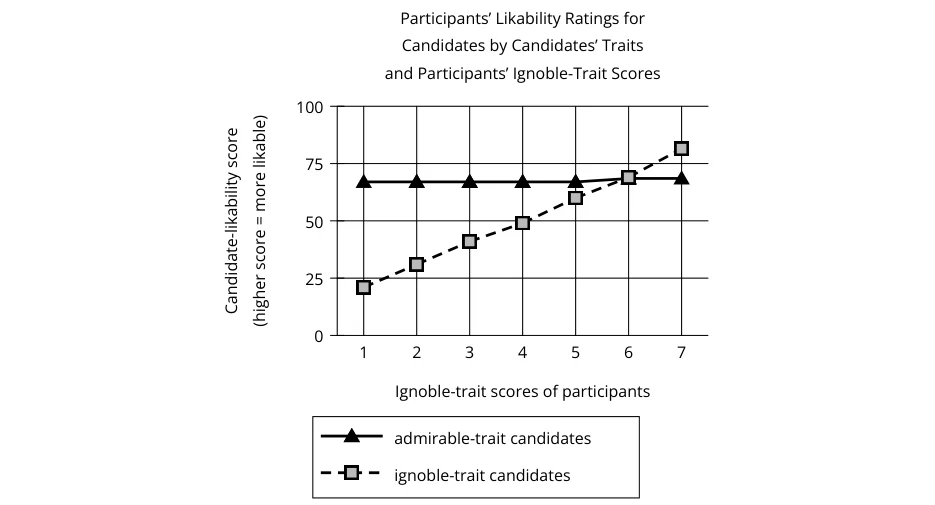 Participants’ Likability Ratings for
Candidates by Candidates’ Traits
and Participants’ Ignoble-Trait Scores
Candidate-likability score
(higher score = more likable)
100
75
50
25
0
1 2 3 4 5 6 7
Ignoble-trait scores of participants
admirable-trait candidates
ignoble-trait candidates